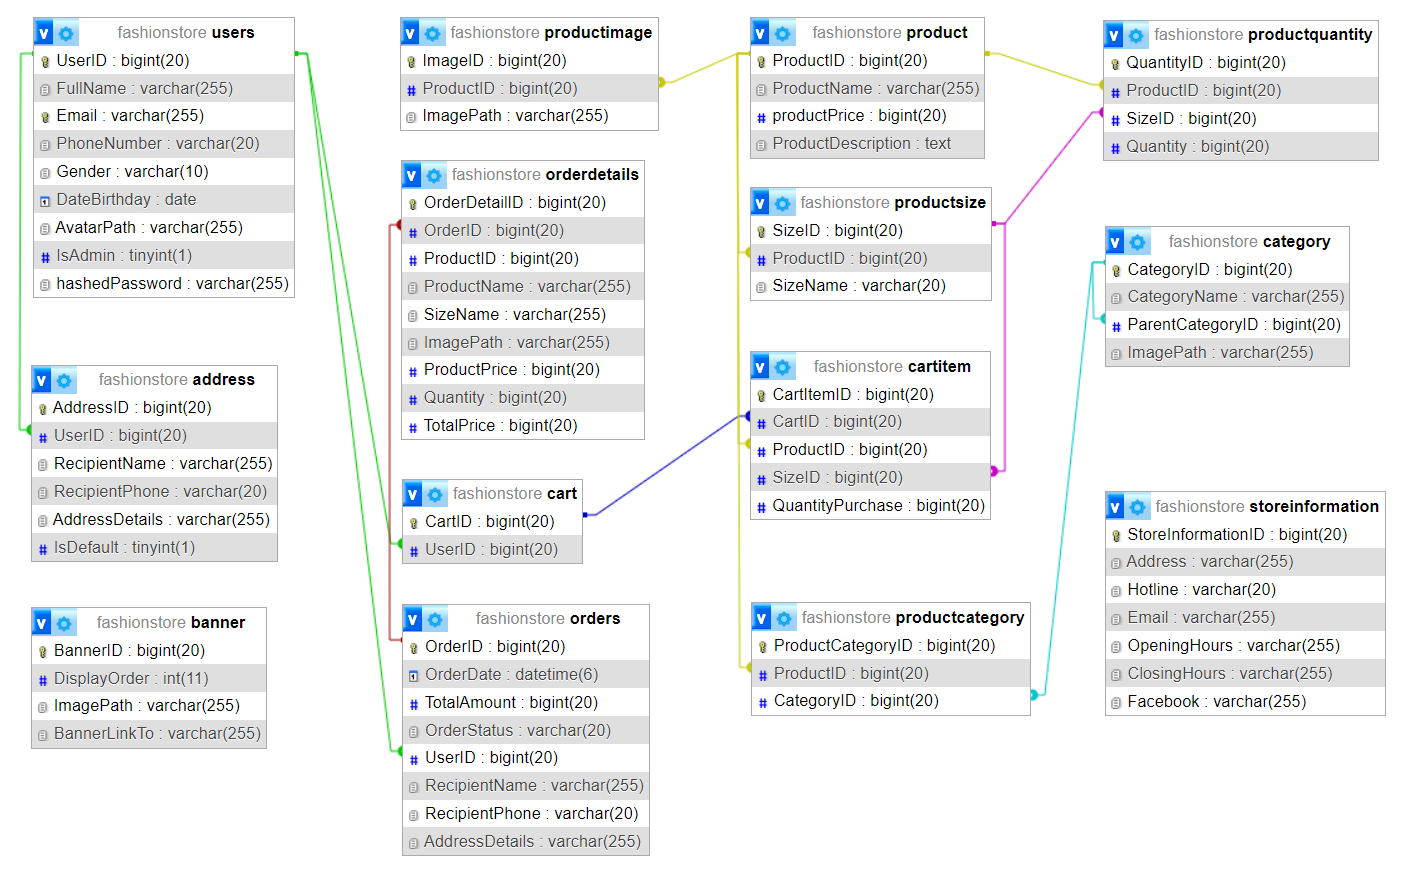 fashionstore users
UserID : bigint(20)
FullName : varchar(255)
Email : varchar(255)
PhoneNumber : varchar(20)
Gender : varchar(10)
DateBirthday : date
AvatarPath : varchar(255)
IsAdmin : tinyint(1)
hashedPassword : varchar(255)
fashionstore address
AddressID : bigint(20)
UserID : bigint(20)
RecipientName : varchar(255)
RecipientPhone : varchar(20)
AddressDetails : varchar(255)
IsDefault : tinyint(1)
fashionstore banner
BannerID : bigint(20)
DisplayOrder : int(11)
ImagePath : varchar(255)
BannerLinkTo : varchar(255)
fashionstore productimage
ImageID : bigint(20)
ProductID : bigint(20)
ImagePath : varchar(255)
fashionstore orderdetails
OrderDetailID : bigint(20)
OrderID : bigint(20)
ProductID : bigint(20)
ProductName : varchar(255)
SizeName : varchar(255)
ImagePath : varchar(255)
ProductPrice : bigint(20)
Quantity : bigint(20)
TotalPrice : bigint(20)
fashionstore cart
CartID : bigint(20)
UserID : bigint(20)
fashionstore orders
OrderID : bigint(20)
OrderDate : datetime(6)
TotalAmount : bigint(20)
OrderStatus : varchar(20)
UserID : bigint(20)
RecipientName : varchar(255)
RecipientPhone : varchar(20)
AddressDetails : varchar(255)
fashionstore product
ProductID : bigint(20)
ProductName : varchar(255)
productPrice : bigint(20)
ProductDescription : text
fashionstore productsize
SizeID : bigint(20)
ProductID : bigint(20)
SizeName : varchar(20)
fashionstore cartitem
CartItemID : bigint(20)
CartID : bigint(20)
ProductID : bigint(20)
SizeID : bigint(20)
QuantityPurchase : bigint(20)
fashionstore productcategory
ProductCategoryID : bigint(20)
ProductID : bigint(20)
CategoryID : bigint(20)
fashionstore productquantity
QuantityID : bigint(20)
ProductID : bigint(20)
SizeID : bigint(20)
Quantity : bigint(20)
fashionstore category
CategoryID : bigint(20)
CategoryName : varchar(255)
ParentCategoryID : bigint(20)
ImagePath : varchar(255)
fashionstore storeinformation
StoreInformationID : bigint(20)
Address : varchar(255)
Hotline : varchar(20)
Email : varchar(255)
OpeningHours : varchar(255)
ClosingHours : varchar(255)
Facebook : varchar(255)